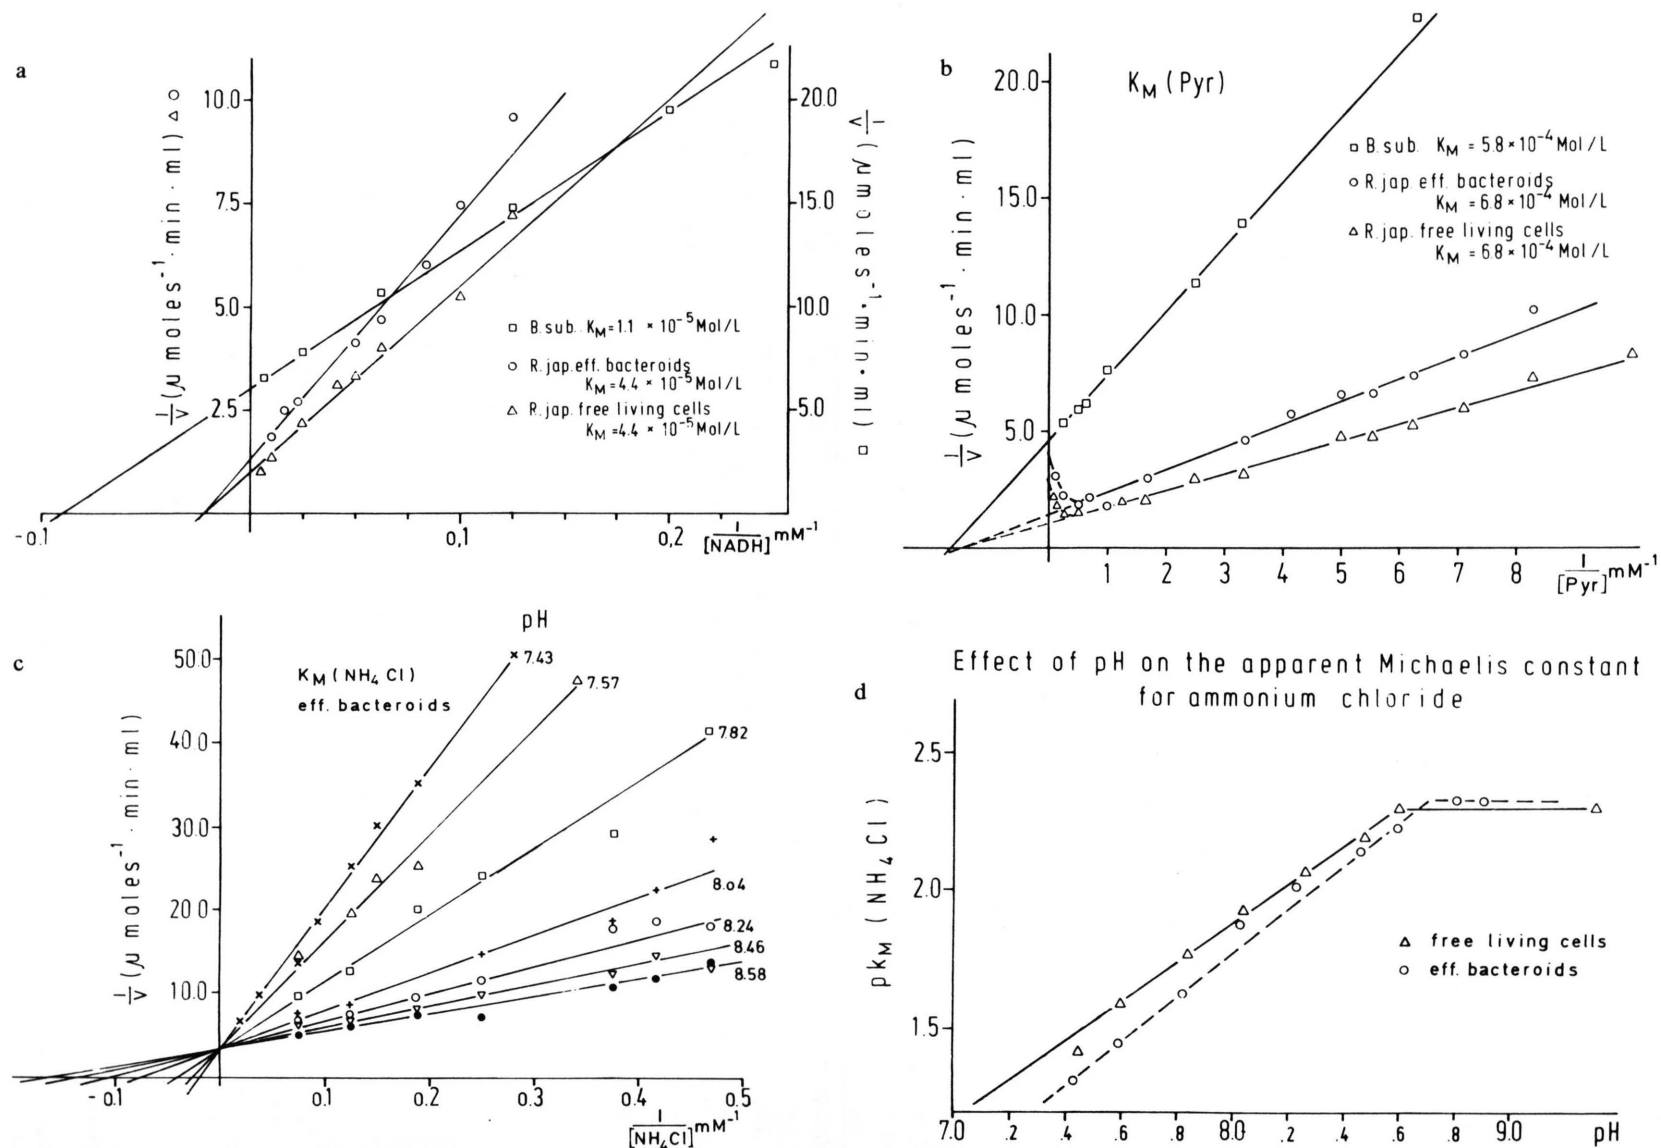 a
1/V (μ moles⁻¹ · min · ml) △ ○
10.0
7.5
5.0
2.5
20.0
15.0
10.0
5.0
1/V (μ moles⁻¹ · min · ml) □
□ B.sub. K_M = 1.1 × 10⁻⁵ Mol/L
○ R.jap. eff. bacteroids
K_M = 4.4 × 10⁻⁵ Mol/L
△ R.jap. free living cells
K_M = 4.4 × 10⁻⁵ Mol/L
-0.1
0,1
0,2
1/[NADH] mM⁻¹
b
K_M (Pyr)
1/V (μ moles⁻¹ · min · ml)
20.0
15.0
10.0
5.0
□ B.sub. K_M = 5.8 × 10⁻⁴ Mol/L
○ R.jap. eff. bacteroids
K_M = 6.8 × 10⁻⁴ Mol/L
△ R.jap. free living cells
K_M = 6.8 × 10⁻⁴ Mol/L
1 2 3 4 5 6 7 8
1/[Pyr] mM⁻¹
c
pH
K_M (NH₄Cl)
eff. bacteroids
1/V (μ moles⁻¹ · min · ml)
50.0
40.0
30.0
20.0
10.0
7.43
7.57
7.82
8.04
8.24
8.46
8.58
-0.1 0.1 0.2 0.3 0.4 0.5
1/[NH₄Cl] mM⁻¹
d
Effect of pH on the apparent Michaelis constant
for ammonium chloride
pk_M (NH₄Cl)
2.5
2.0
1.5
△ free living cells
○ eff. bacteroids
7.0 .2 .4 .6 .8 8.0 .2 .4 .6 .8 9.0 pH